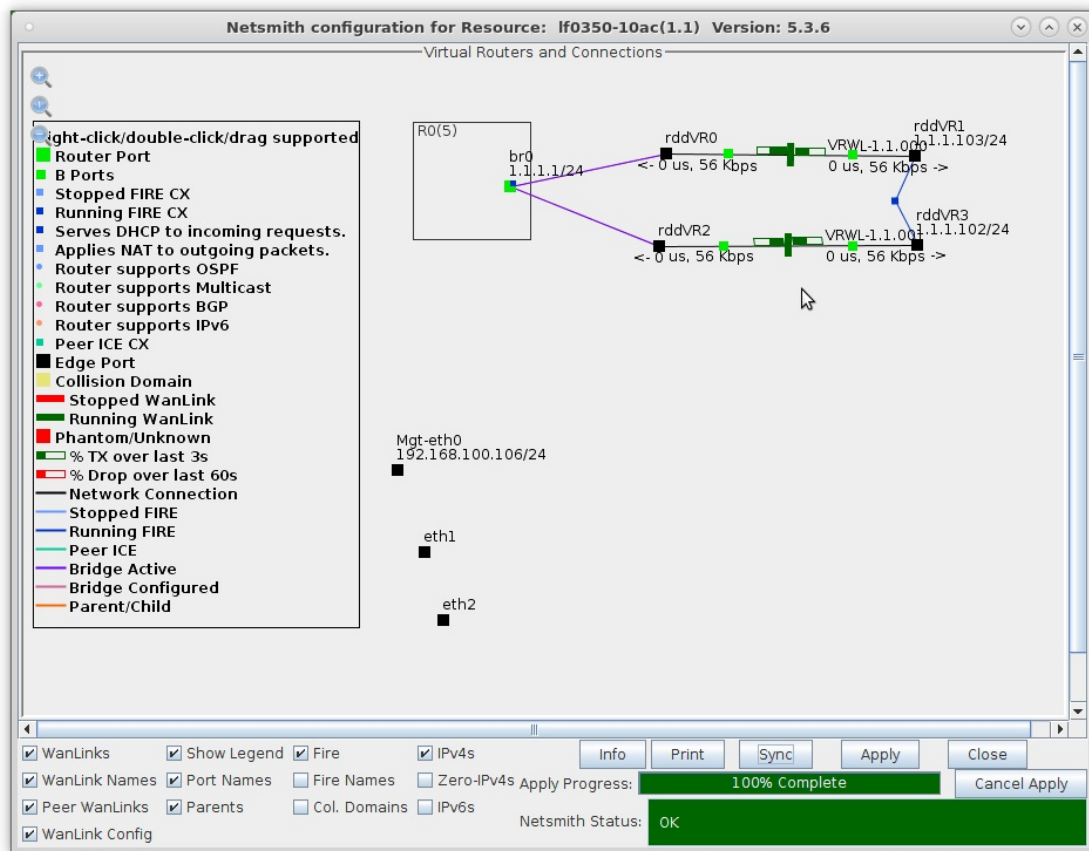 Netsmith configuration for Resource: lf0350-10ac(1.1) Version: 5.3.6
Virtual Routers and Connections
ight-click/double-click/drag supported
Router Port
B Ports
Stopped FIRE CX
Running FIRE CX
Serves DHCP to incoming requests.
Applies NAT to outgoing packets.
Router supports OSPF
Router supports Multicast
Router supports BGP
Router supports IPv6
Peer ICE CX
Edge Port
Collision Domain
Stopped WanLink
Running WanLink
Phantom/Unknown
% TX over last 3s
% Drop over last 60s
Network Connection
Stopped FIRE
Running FIRE
Peer ICE
Bridge Active
Bridge Configured
Parent/Child
R0(5)
br0
1.1.1.1/24
rddVR0
<- 0 us, 56 Kbps
VRWL-1.1.000
0 us, 56 Kbps ->
rddVR1
1.1.1.103/24
rddVR2
<- 0 us, 56 Kbps
VRWL-1.1.001
0 us, 56 Kbps ->
rddVR3
1.1.1.102/24
Mgt-eth0
192.168.100.106/24
eth1
eth2
WanLinks
Show Legend
Fire
IPv4s
Info
Print
Sync
Apply
Close
WanLink Names
Port Names
Fire Names
Zero-IPv4s
Apply Progress:
100% Complete
Cancel Apply
Peer WanLinks
Parents
Col. Domains
IPv6s
Netsmith Status:
OK
WanLink Config